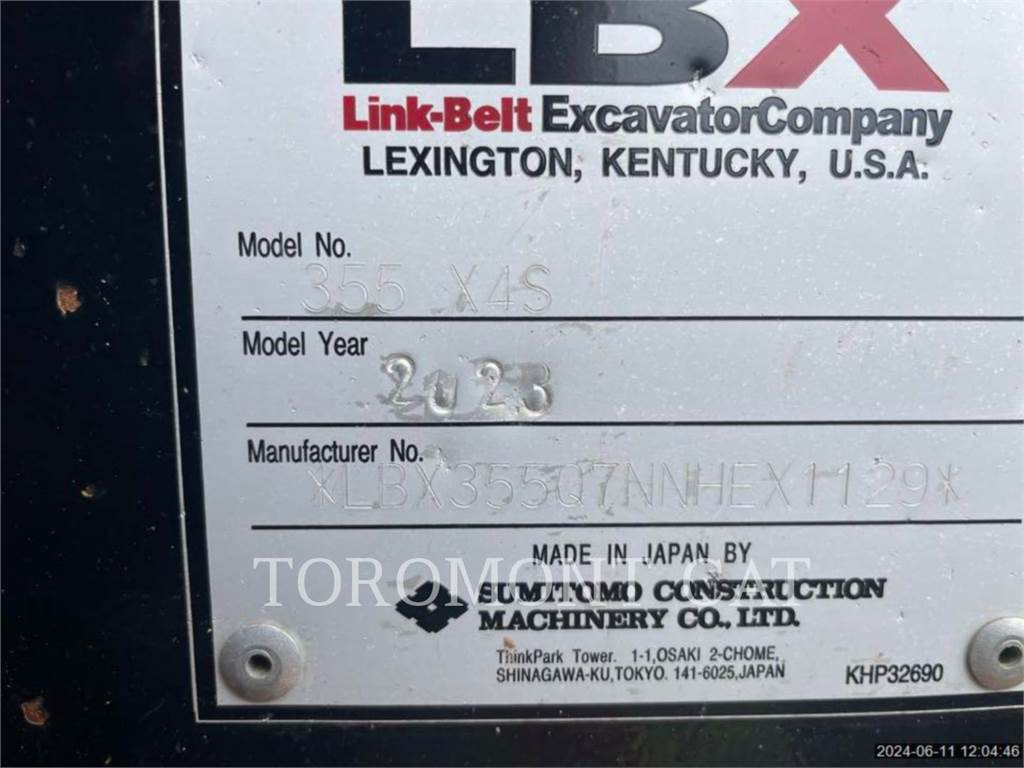 LBX
Link-Belt ExcavatorCompany
LEXINGTON, KENTUCKY, U.S.A.
Model No.
355 X4S
Model Year
2023
Manufacturer No.
*LBX355Q7NNHEX1129*
MADE IN JAPAN BY
TOROMONT CAT
SUMITOMO CONSTRUCTION
MACHINERY CO., LTD.
ThinkPark Tower. 1-1,OSAKI 2-CHOME,
SHINAGAWA-KU,TOKYO. 141-6025,JAPAN
KHP32690
2024-06-11 12:04:46